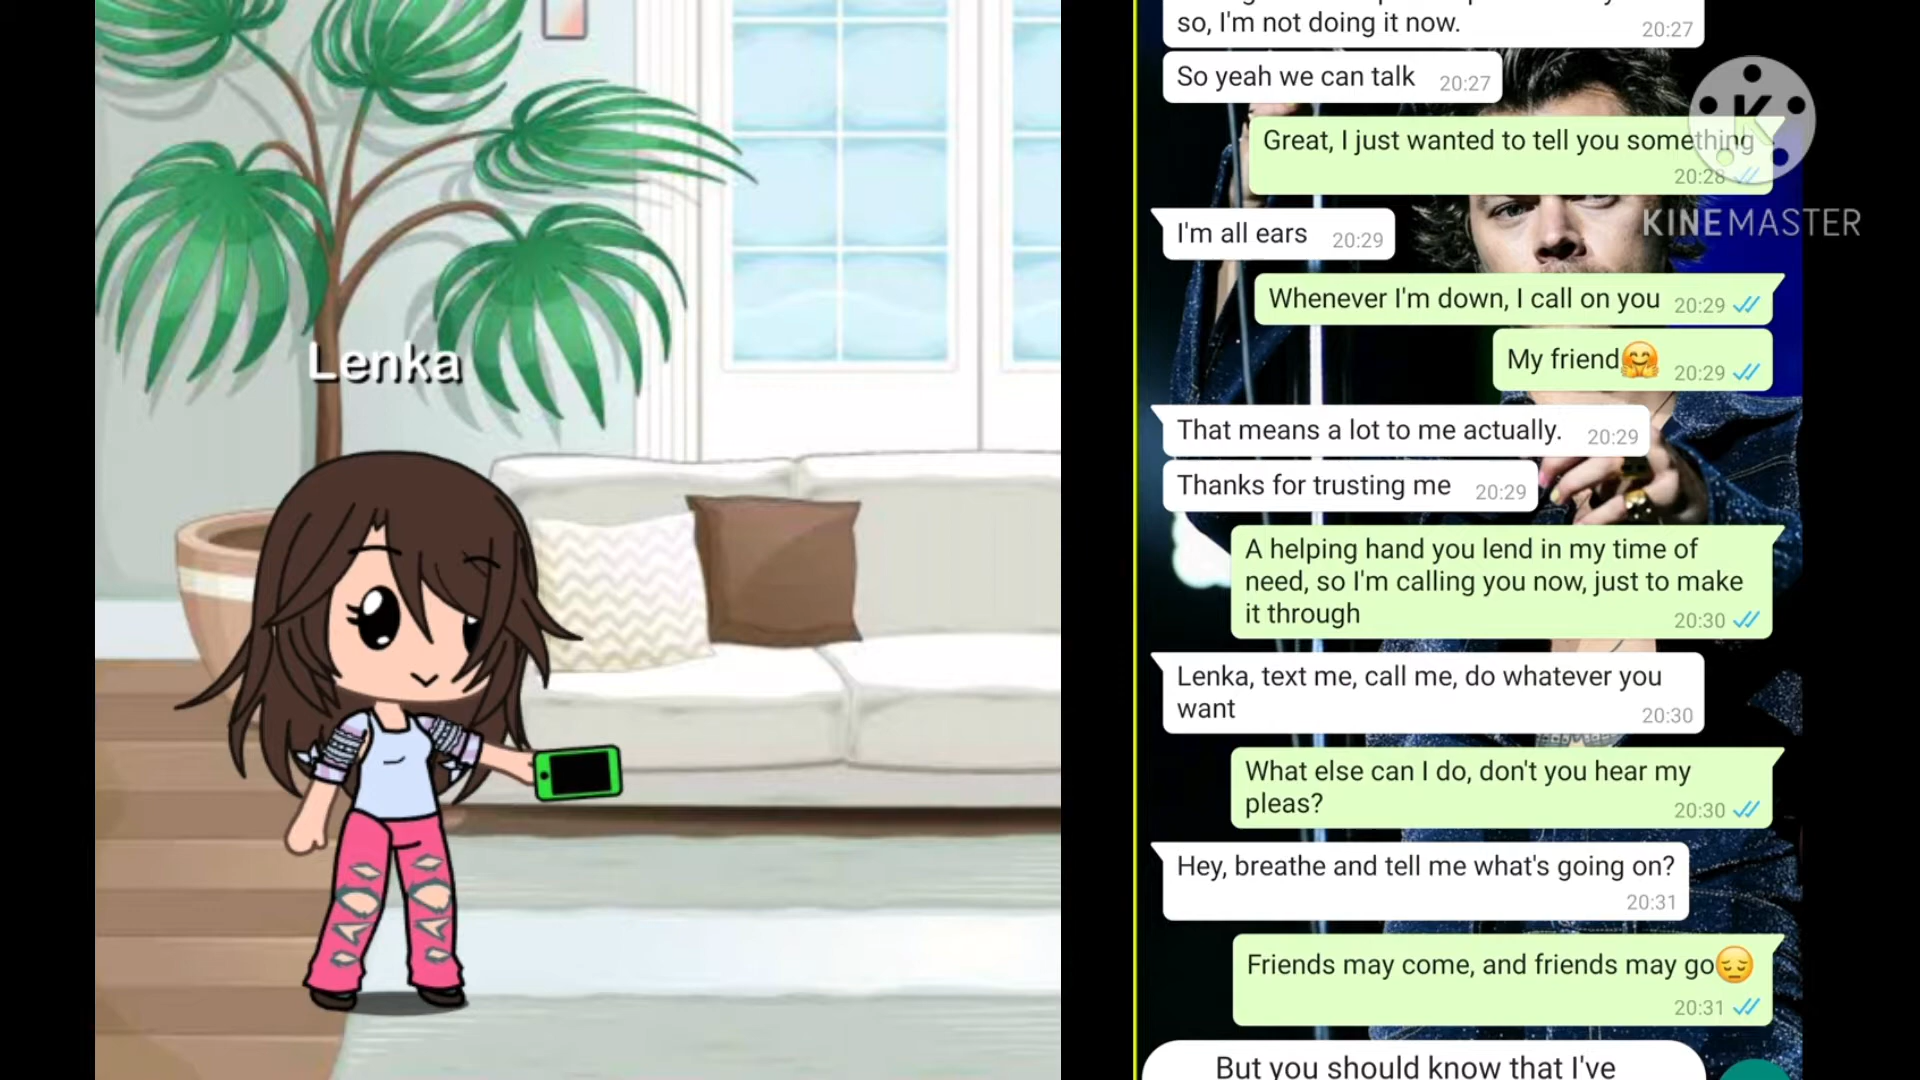 Lenka
so, I'm not doing it now.
20:27
So yeah we can talk 20:27
Great, I just wanted to tell you something
20:28
I'm all ears 20:29
Whenever I'm down, I call on you 20:29
My friend🤗 20:29
That means a lot to me actually. 20:29
Thanks for trusting me 20:29
A helping hand you lend in my time of
need, so I'm calling you now, just to make
it through 20:30
Lenka, text me, call me, do whatever you
want 20:30
What else can I do, don't you hear my
pleas? 20:30
Hey, breathe and tell me what's going on?
20:31
Friends may come, and friends may go😔
20:31
But you should know that I've
K
KINEMASTER